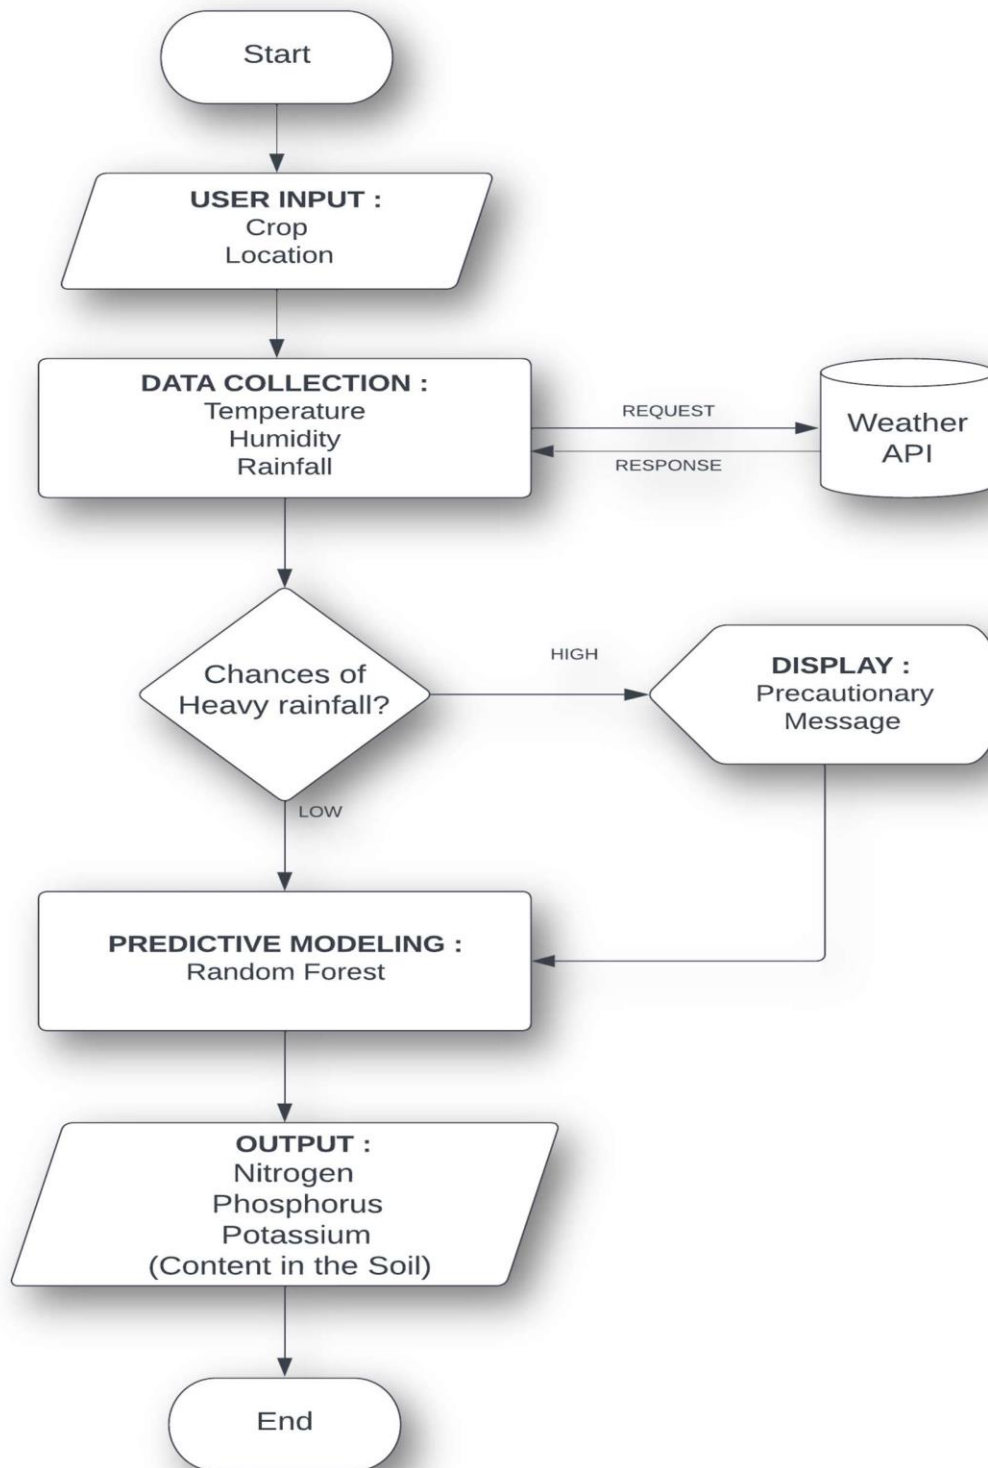 Start
USER INPUT :
Crop
Location
DATA COLLECTION :
Temperature
Humidity
Rainfall
REQUEST
RESPONSE
Weather
API
Chances of
Heavy rainfall?
HIGH
DISPLAY :
Precautionary
Message
LOW
PREDICTIVE MODELING :
Random Forest
OUTPUT :
Nitrogen
Phosphorus
Potassium
(Content in the Soil)
End